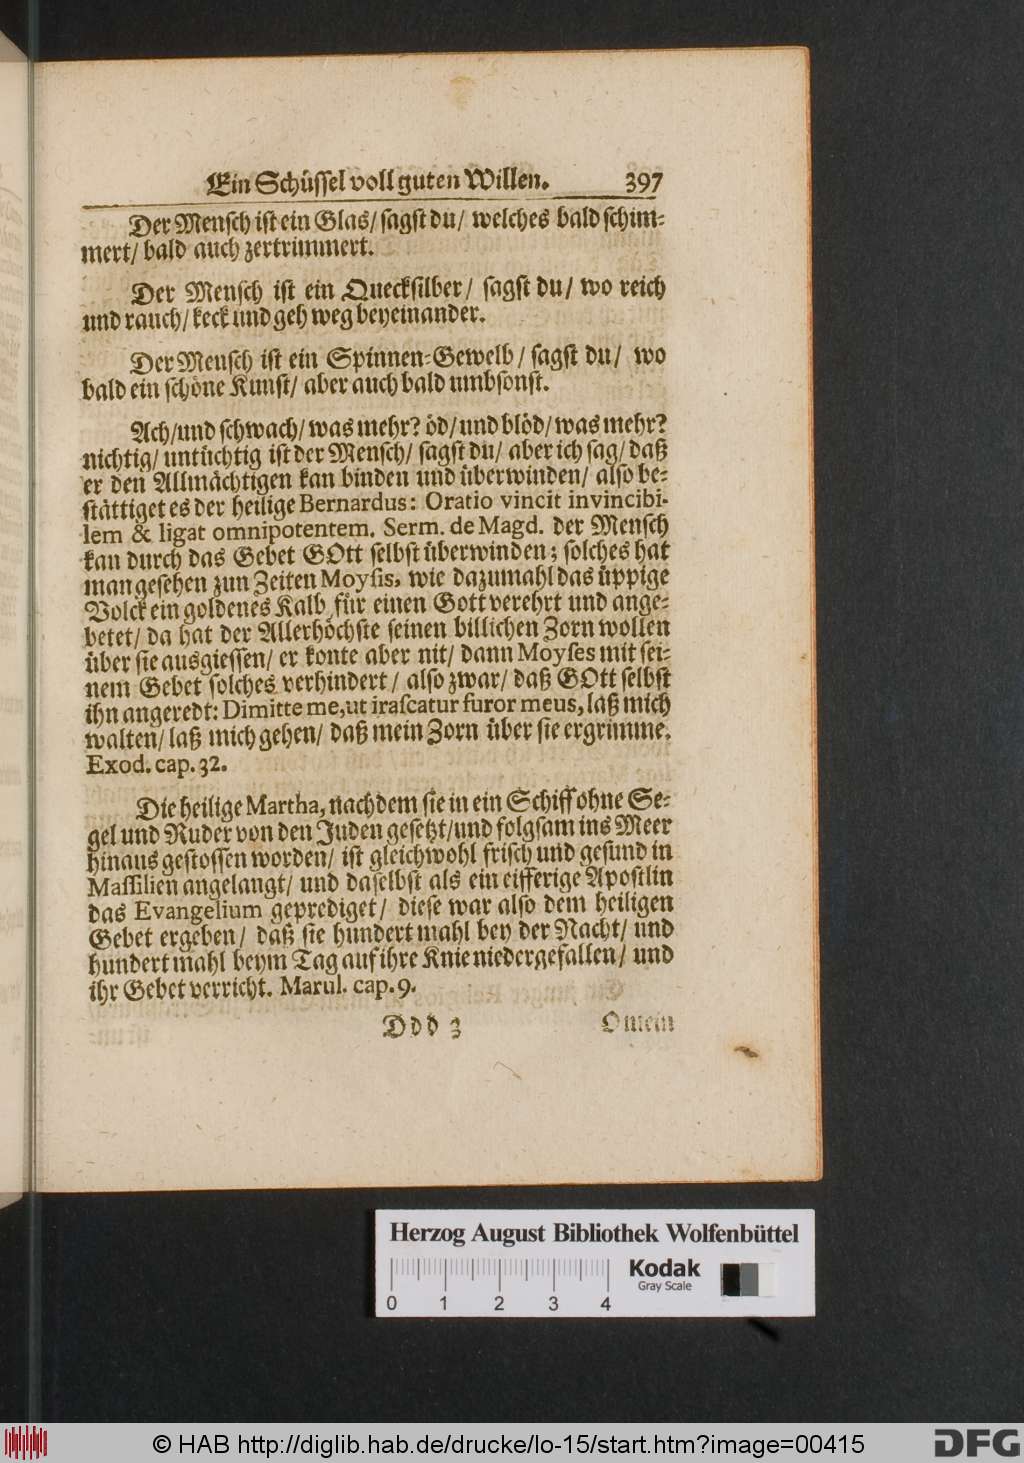 Ein Schüssel voll guten Willen. 397
Der Mensch ist ein Glas/ sagst du/ welches bald schim-
mert/ bald auch zertrimmert.
Der Mensch ist ein Quecksilber/ sagst du/ wo reich
und rauch/ keck und geh weg beyeinander.
Der Mensch ist ein Spinnen-Gewelb/ sagst du/ wo
bald ein schöne Kunst/ aber auch bald umbsonst.
Ach/ und schwach/ was mehr? öd/ und blöd/ was mehr?
nichtig/ untüchtig ist der Mensch/ sagst du/ aber ich sag/ daß
er den Allmächtigen kan binden und überwinden/ also be-
stättiget es der heilige Bernardus: Oratio vincit invincibi-
lem & ligat omnipotentem. Serm. de Magd. der Mensch
kan durch das Gebet GOtt selbst überwinden; solches hat
man gesehen zun Zeiten Moysis, wie dazumahl das üppige
Volck ein goldenes Kalb für einen Gott verehrt und ange-
betet/ da hat der Allerhöchste seinen billichen Zorn wollen
über sie ausgiessen/ er konte aber nit/ dann Moyses mit sei-
nem Gebet solches verhindert/ also zwar/ daß GOtt selbst
ihn angeredt: Dimitte me, ut irascatur furor meus, laß mich
walten/ laß mich gehen/ daß mein Zorn über sie ergrimme.
Exod. cap. 32.
Die heilige Martha, nachdem sie in ein Schiff ohne Se-
gel und Ruder von den Juden gesetzt/ und folgsam ins Meer
hinaus gestossen worden/ ist gleichwohl frisch und gesund in
Massilien angelangt/ und daselbst als ein eifferige Apostlin
das Evangelium geprediget/ diese war also dem heiligen
Gebet ergeben/ daß sie hundert mahl bey der Nacht/ und
hundert mahl beym Tag auf ihre Knie niedergefallen/ und
ihr Gebet verricht. Marul. cap. 9.
Ddd 3 O mein
Herzog August Bibliothek Wolfenbüttel
Kodak
Gray Scale
0 1 2 3 4
© HAB http://diglib.hab.de/drucke/lo-15/start.htm?image=00415
DFG